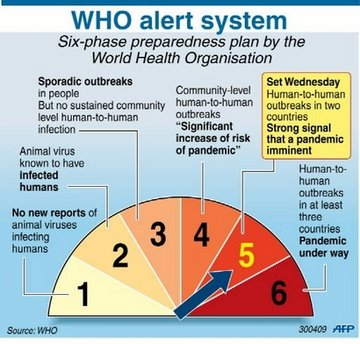 WHO alert system
Six-phase preparedness plan by the
World Health Organisation
No new reports of
animal viruses
infecting
humans
Animal virus
known to have
infected
humans
Sporadic outbreaks
in people
But no sustained community
level human-to-human
infection
Community-level
human-to-human
outbreaks
“Significant
increase of risk
of pandemic”
Set Wednesday
Human-to-human
outbreaks in two
countries
Strong signal
that a pandemic
imminent
Human-to-
human
outbreaks
in at least
three
countries
Pandemic
under way
1
2
3
4
5
6
Source: WHO
300409 AFP